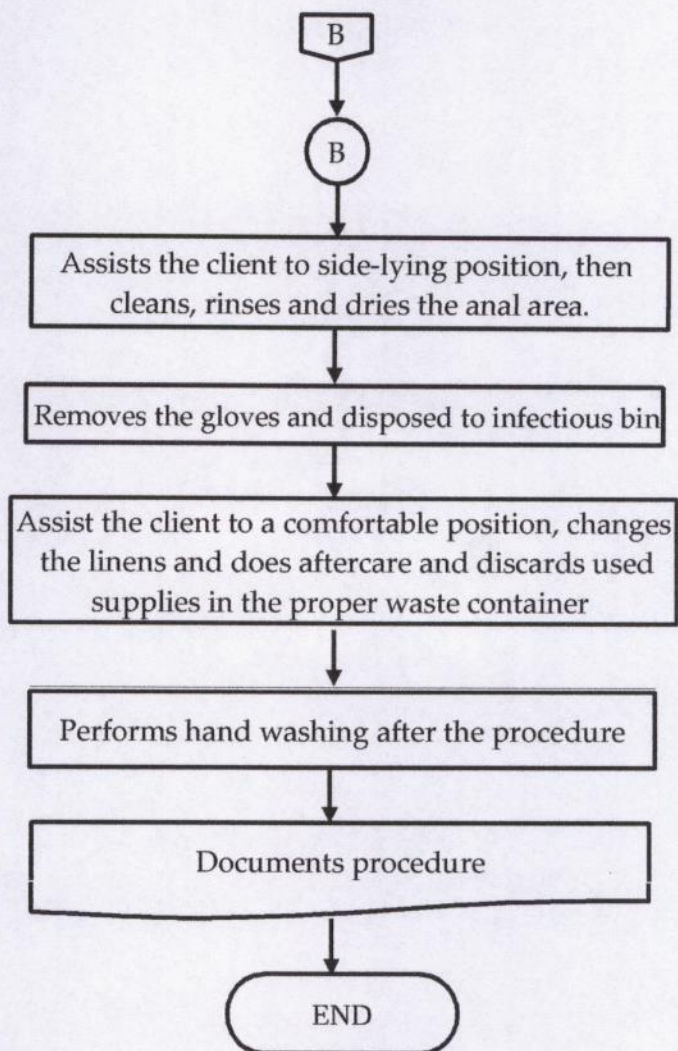 B
B
Assists the client to side-lying position, then
cleans, rinses and dries the anal area.
Removes the gloves and disposed to infectious bin
Assist the client to a comfortable position, changes
the linens and does aftercare and discards used
supplies in the proper waste container
Performs hand washing after the procedure
Documents procedure
END